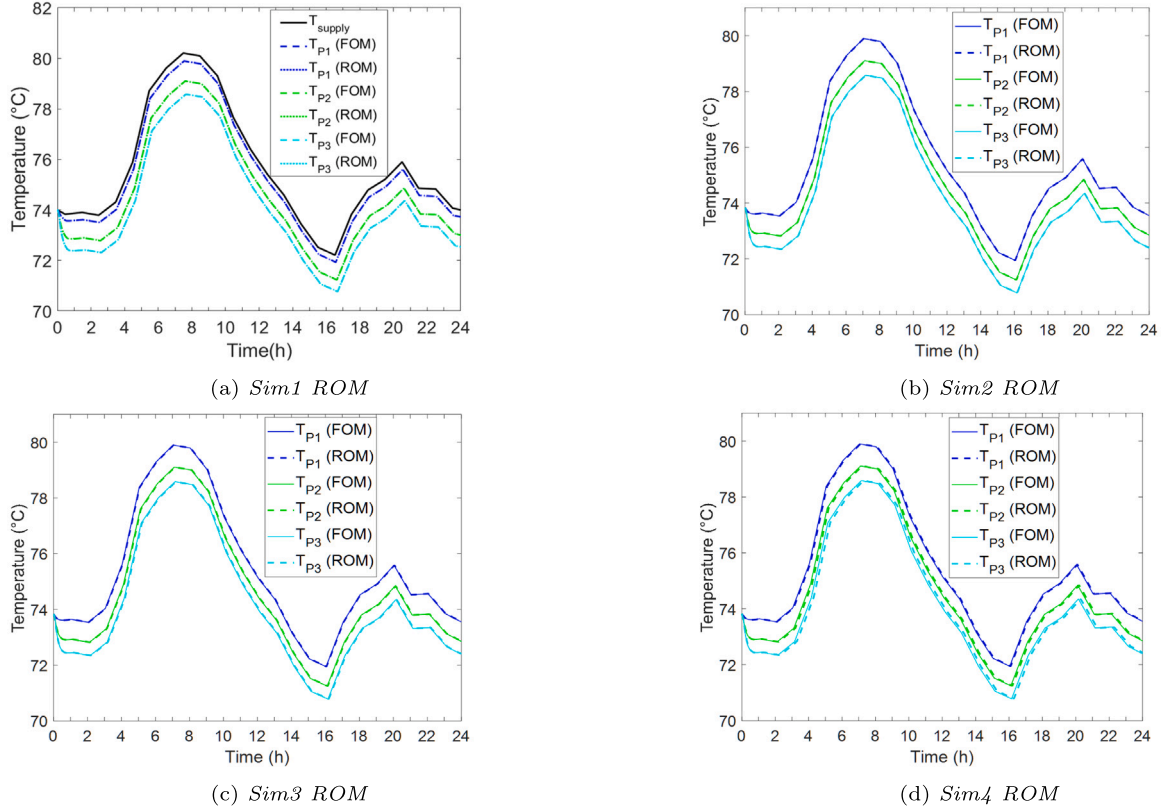 82
80
78
76
74
72
70
Temperature (°C)
T_supply
T_P1 (FOM)
T_P1 (ROM)
T_P2 (FOM)
T_P2 (ROM)
T_P3 (FOM)
T_P3 (ROM)
0 2 4 6 8 10 12 14 16 18 20 22 24
Time(h)
(a) Sim1 ROM
80
78
76
74
72
70
Temperature (°C)
T_P1 (FOM)
T_P1 (ROM)
T_P2 (FOM)
T_P2 (ROM)
T_P3 (FOM)
T_P3 (ROM)
0 2 4 6 8 10 12 14 16 18 20 22 24
Time (h)
(b) Sim2 ROM
80
78
76
74
72
70
Temperature (°C)
T_P1 (FOM)
T_P1 (ROM)
T_P2 (FOM)
T_P2 (ROM)
T_P3 (FOM)
T_P3 (ROM)
0 2 4 6 8 10 12 14 16 18 20 22 24
Time (h)
(c) Sim3 ROM
80
78
76
74
72
70
Temperature (°C)
T_P1 (FOM)
T_P1 (ROM)
T_P2 (FOM)
T_P2 (ROM)
T_P3 (FOM)
T_P3 (ROM)
0 2 4 6 8 10 12 14 16 18 20 22 24
Time (h)
(d) Sim4 ROM